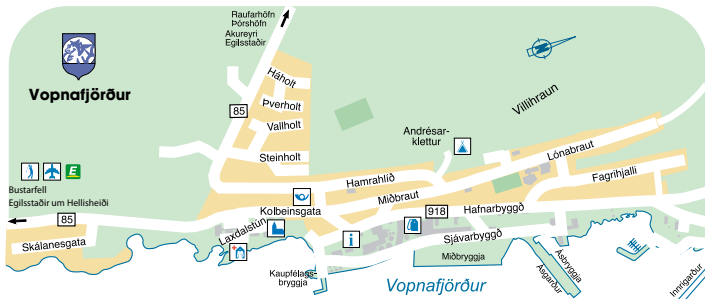 Raufarhöfn
Þórshöfn
Akureyri
Egilsstaðir
Vopnafjörður
Háholt
85
Þverholt
Vallholt
Steinholt
Villihraun
Andrésar-
klettur
Lónabraut
Hamrahlíð
Fagrihjalli
Miðbraut
E
Bustarfell
Egilsstaðir um Hellisheiði
85
Skálanesgata
Kolbeinsgata
Laxdalstún
918
Hafnarbyggð
i
Sjávarbyggð
Miðbryggja
Kaupfélags-
bryggja
Vopnafjörður
Ásgarður
Ásbryggja
Innrigarður